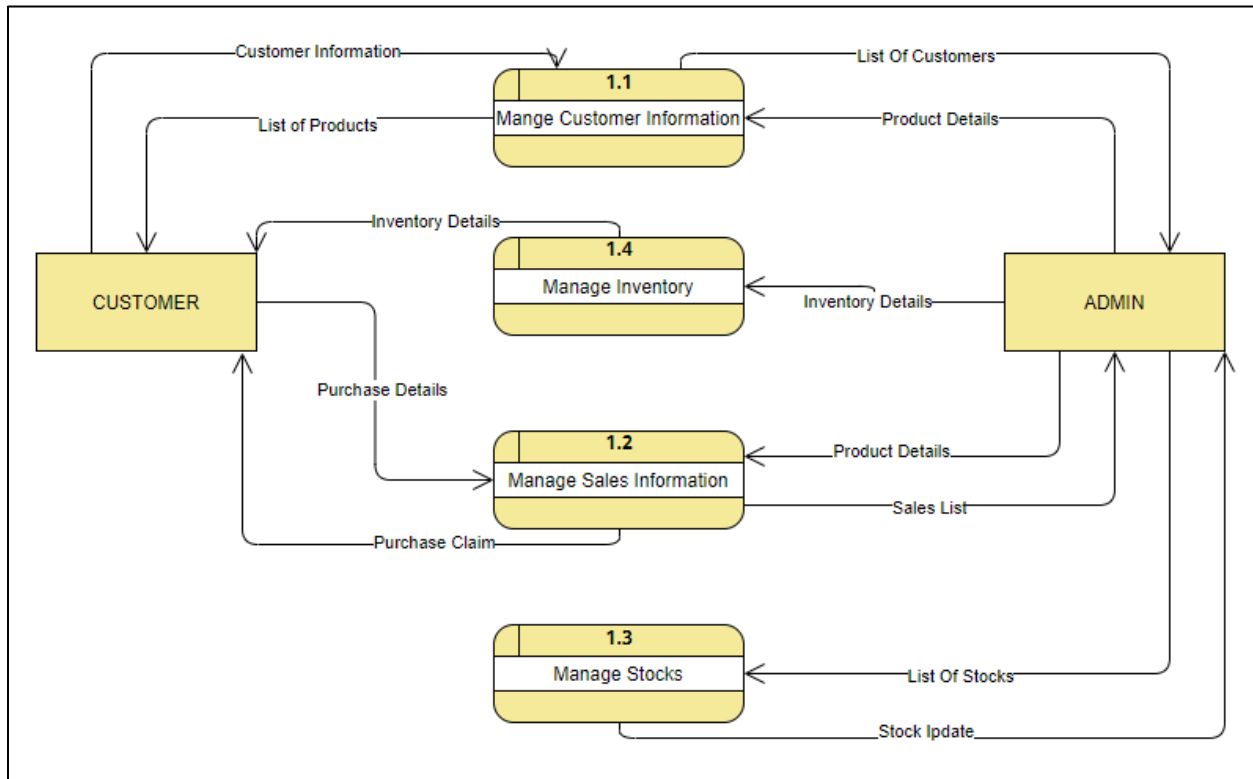 Customer Information
List Of Customers
1.1
Mange Customer Information
List of Products
Product Details
Inventory Details
1.4
Manage Inventory
CUSTOMER
Inventory Details
ADMIN
Purchase Details
1.2
Manage Sales Information
Product Details
Sales List
Purchase Claim
1.3
Manage Stocks
List Of Stocks
Stock Ipdate